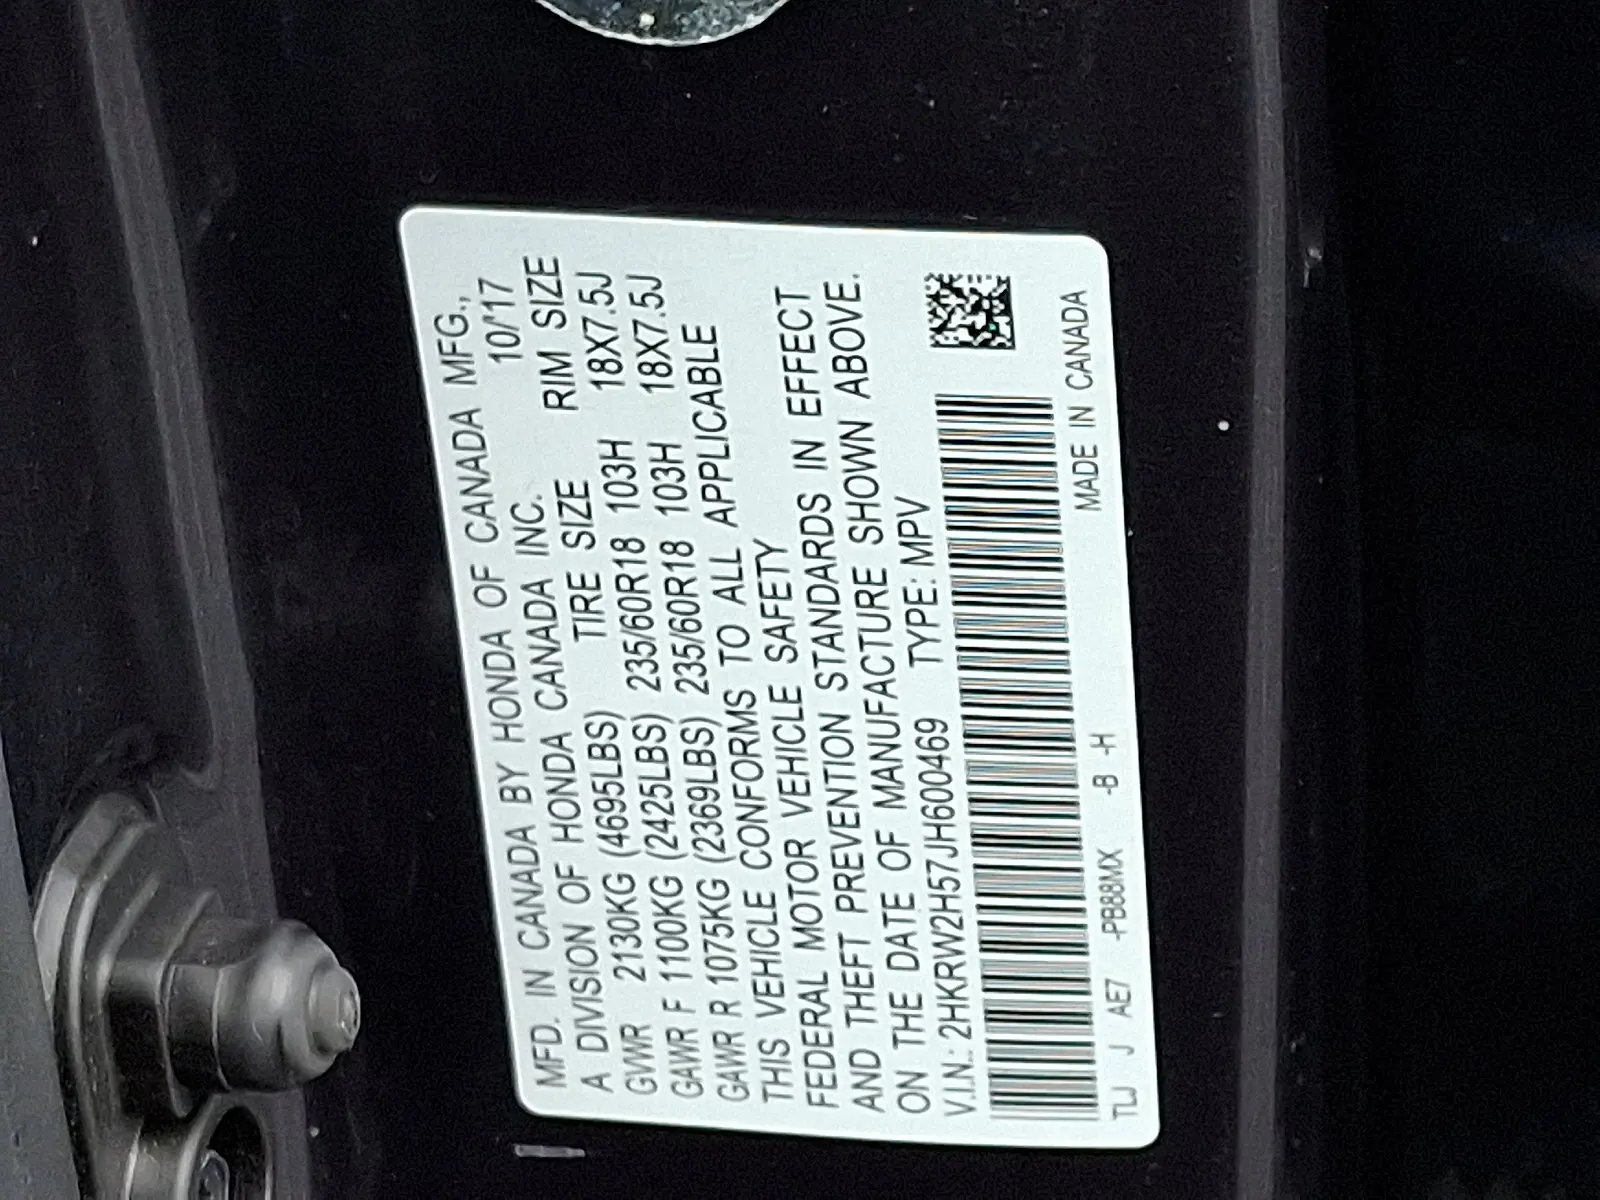 MFD. IN CANADA BY HONDA OF CANADA MFG.,
A DIVISION OF HONDA CANADA INC. 10/'17
GVWR 2130KG (4695LBS) TIRE SIZE RIM SIZE
GAWR F 1100KG (2425LBS) 235/60R18 103H 18X7.5J
GAWR R 1075KG (2369LBS) 235/60R18 103H 18X7.5J
THIS VEHICLE CONFORMS TO ALL APPLICABLE
FEDERAL MOTOR VEHICLE SAFETY
AND THEFT PREVENTION STANDARDS IN EFFECT
ON THE DATE OF MANUFACTURE SHOWN ABOVE.
V.I.N.: 2HKRW2H57JH600469 TYPE: MPV
TLJ J AE7 -PB88MX -B -H MADE IN CANADA